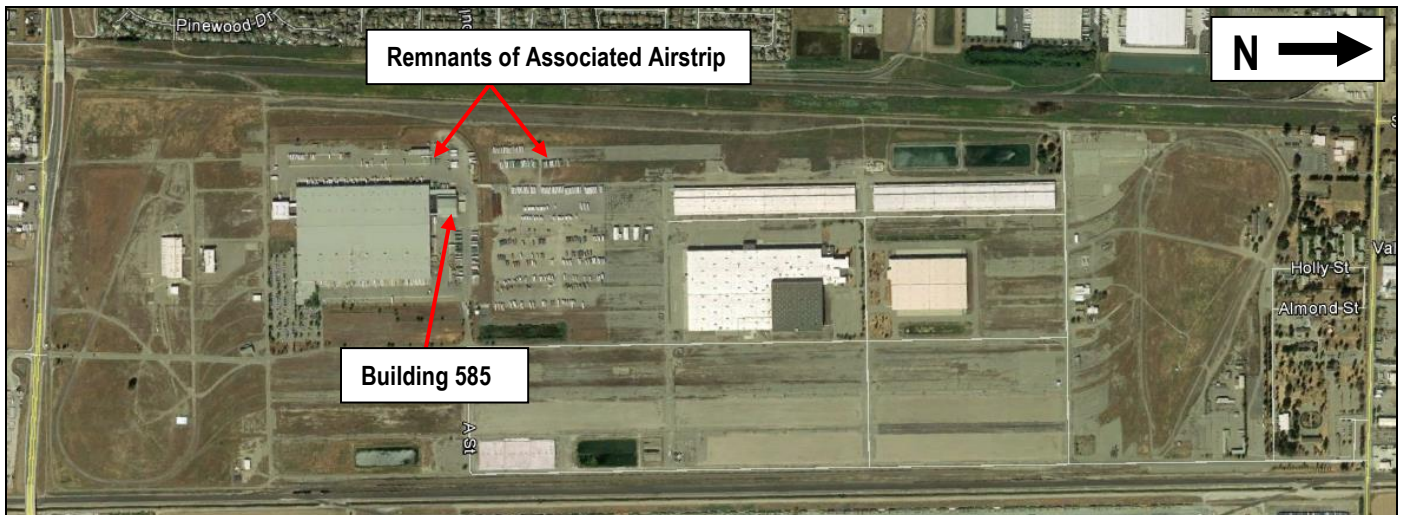 Pinewood Dr
Remnants of Associated Airstrip
N
Holly St
Almond St
Building 585
A St